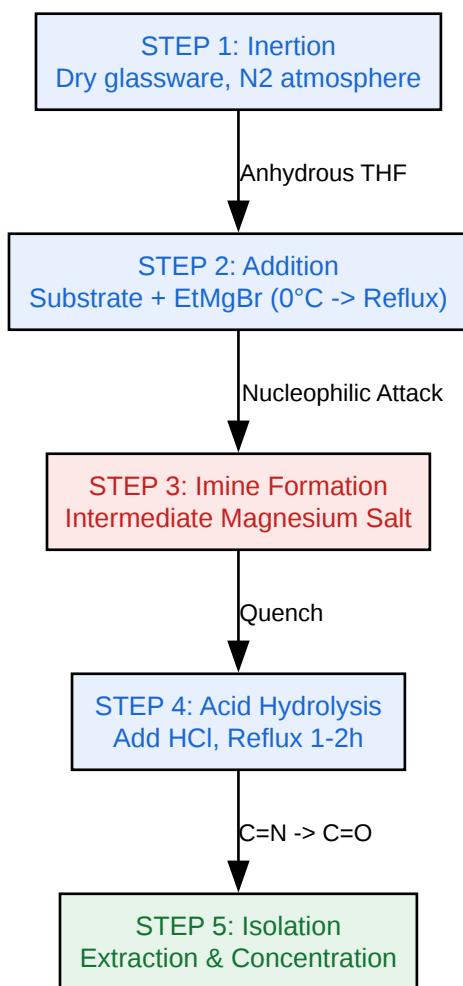 STEP 1: Inertion
Dry glassware, N2 atmosphere
Anhydrous THF
STEP 2: Addition
Substrate + EtMgBr (0°C -> Reflux)
Nucleophilic Attack
STEP 3: Imine Formation
Intermediate Magnesium Salt
Quench
STEP 4: Acid Hydrolysis
Add HCl, Reflux 1-2h
C=N -> C=O
STEP 5: Isolation
Extraction & Concentration